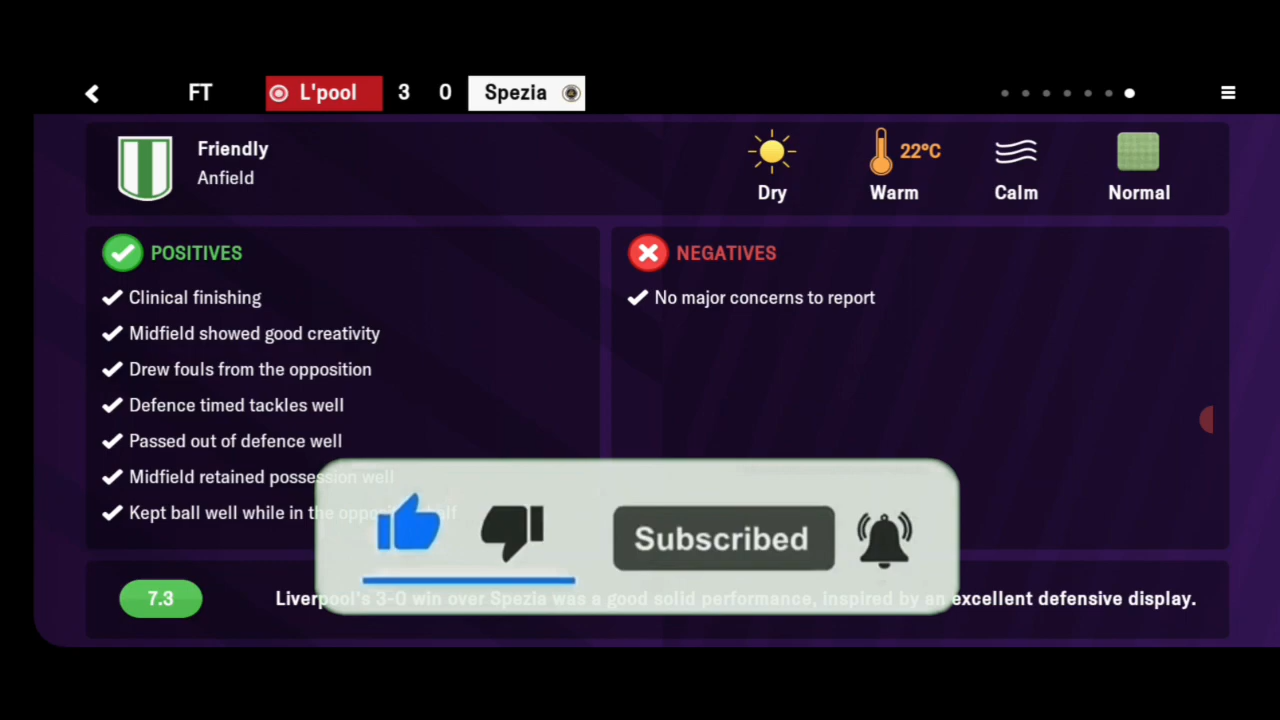 FT L'pool 3 0 Spezia
Friendly
Anfield
22°C
Dry Warm Calm Normal
POSITIVES
Clinical finishing
Midfield showed good creativity
Drew fouls from the opposition
Defence timed tackles well
Passed out of defence well
Midfield retained possession well
Kept ball well while in the opposition half
NEGATIVES
No major concerns to report
Subscribed
7.3
Liverpool's 3-0 win over Spezia was a good solid performance, inspired by an excellent defensive display.